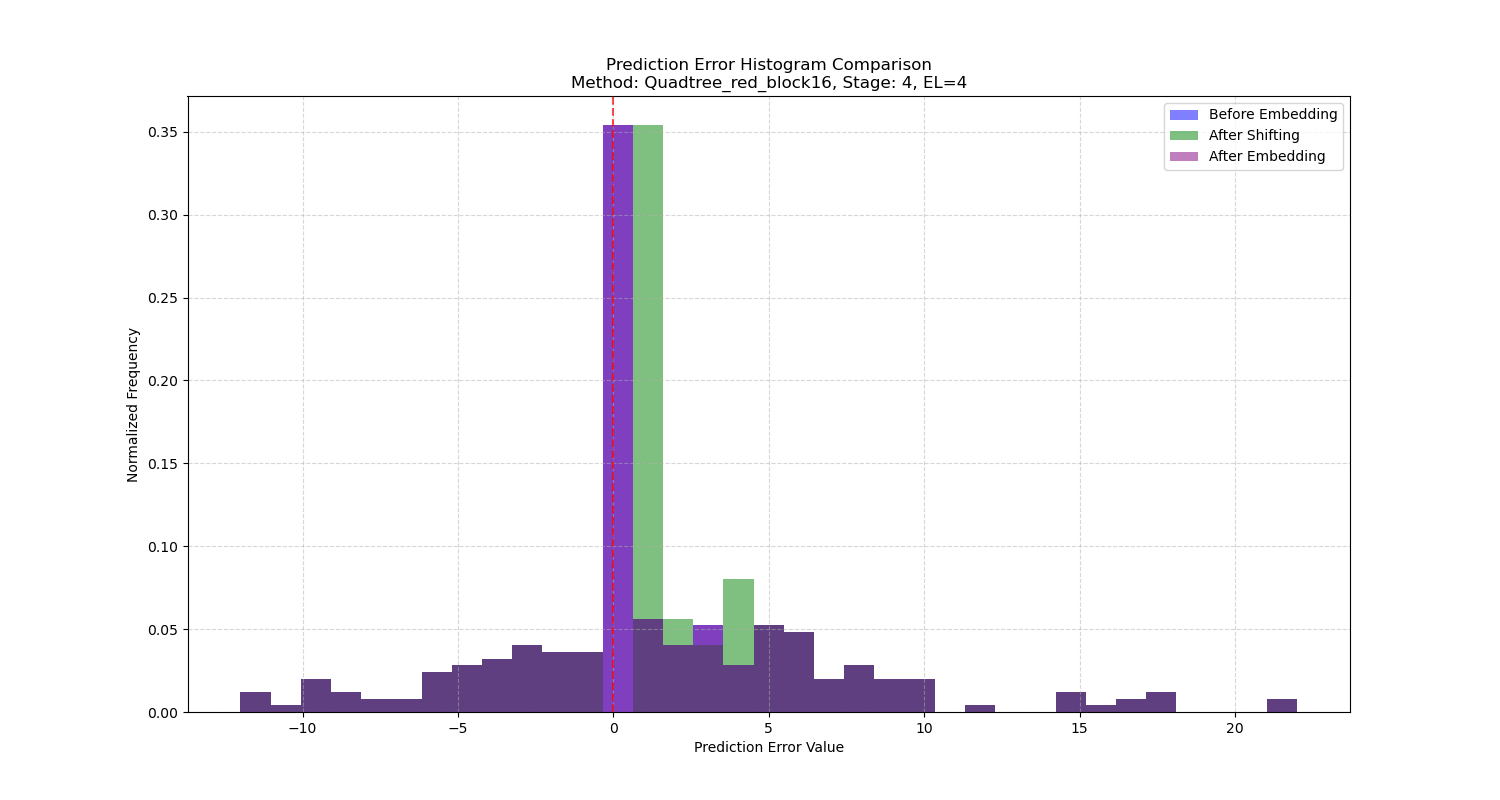 Prediction Error Histogram Comparison
Method: Quadtree_red_block16, Stage: 4, EL=4
Before Embedding
After Shifting
After Embedding
Normalized Frequency
0.35
0.30
0.25
0.20
0.15
0.10
0.05
0.00
−10
−5
0
5
10
15
20
Prediction Error Value